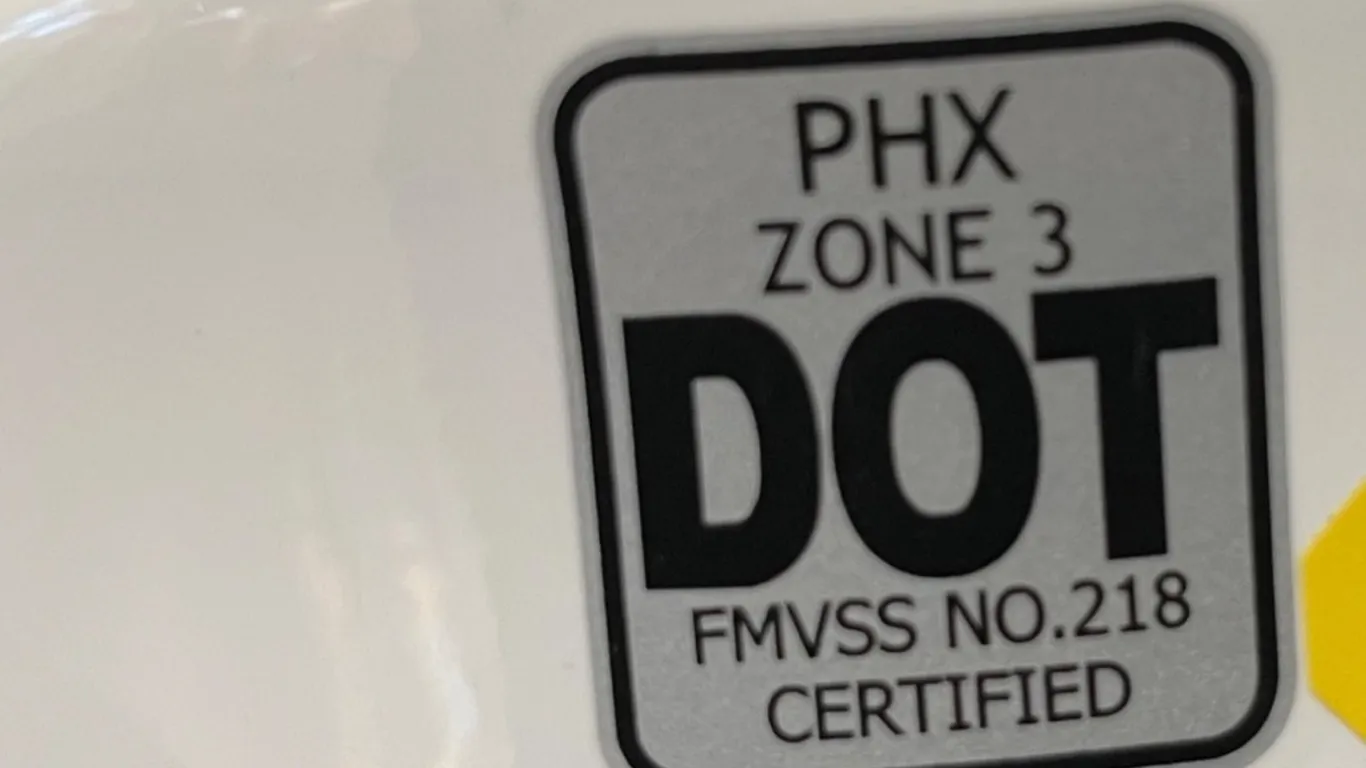 PHX
ZONE 3
DOT
FMVSS NO.218
CERTIFIED